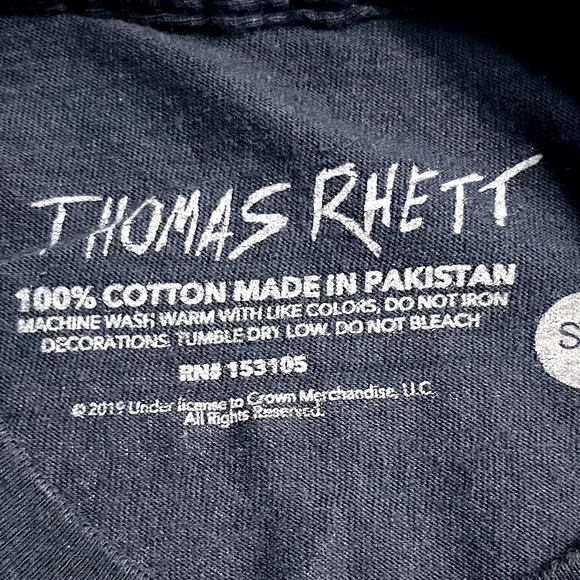 THOMAS RHETT
100% COTTON MADE IN PAKISTAN
MACHINE WASH WARM WITH LIKE COLORS, DO NOT IRON
DECORATIONS. TUMBLE DRY LOW. DO NOT BLEACH
RN# 153105
© 2019 Under license to Crown Merchandise, LLC.
All Rights Reserved.
S